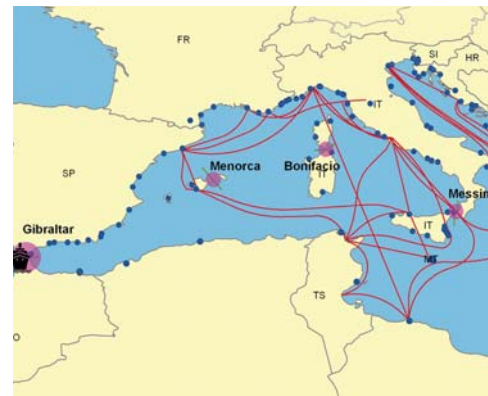 FR
SI
HR
IT
Menorca
Bonifacio
IT
SP
Messin
Gibraltar
IT
MT
TS
O